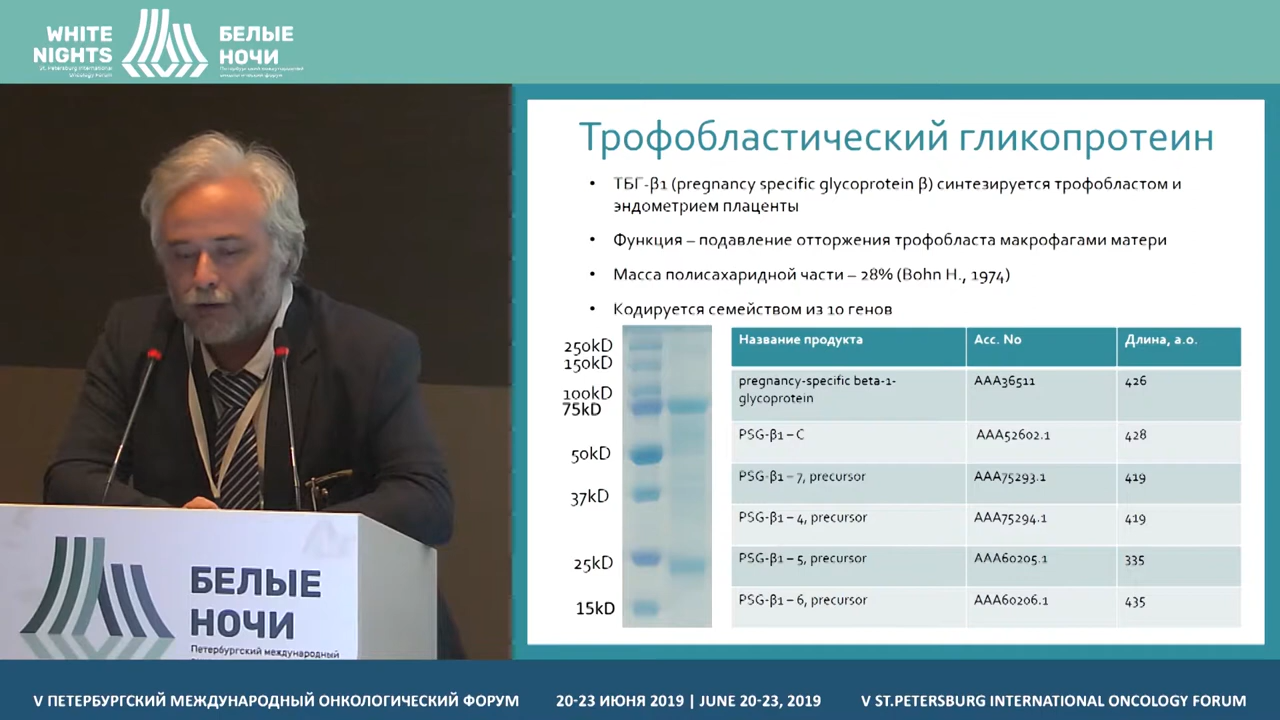 WHITE
NIGHTS
St. Petersburg International
Oncology Forum
БЕЛЫЕ
НОЧИ
Петербургский международный
онкологический форум
Трофобластический гликопротеин
• ТБГ-β1 (pregnancy specific glycoprotein β) синтезируется трофобластом и
эндометрием плаценты
• Функция – подавление отторжения трофобласта макрофагами матери
• Масса полисахаридной части – 28% (Bohn H., 1974)
• Кодируется семейством из 10 генов
250kD
150kD
100kD
75kD
50kD
37kD
25kD
15kD
Название продукта Acc. No Длина, а.о.
pregnancy-specific beta-1-
glycoprotein AAA36511 426
PSG-β1 – C AAA52602.1 428
PSG-β1 – 7, precursor AAA75293.1 419
PSG-β1 – 4, precursor AAA75294.1 419
PSG-β1 – 5, precursor AAA60205.1 335
PSG-β1 – 6, precursor AAA60206.1 435
БЕЛЫЕ
НОЧИ
Петербургский международный
V ПЕТЕРБУРГСКИЙ МЕЖДУНАРОДНЫЙ ОНКОЛОГИЧЕСКИЙ ФОРУМ 20-23 ИЮНЯ 2019 | JUNE 20-23, 2019 V ST.PETERSBURG INTERNATIONAL ONCOLOGY FORUM